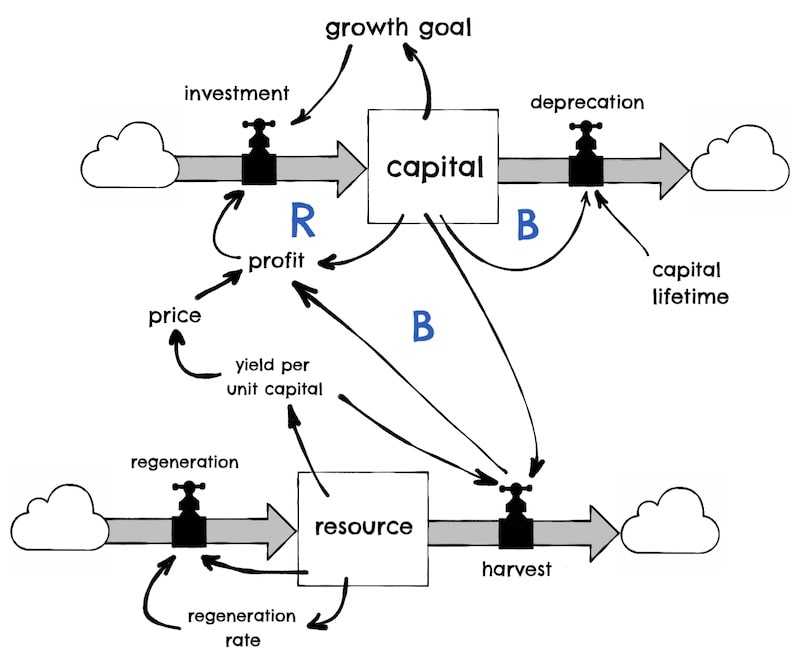 growth goal
investment
deprecation
capital
R
B
profit
capital
lifetime
price
B
yield per
unit capital
regeneration
resource
harvest
regeneration
rate